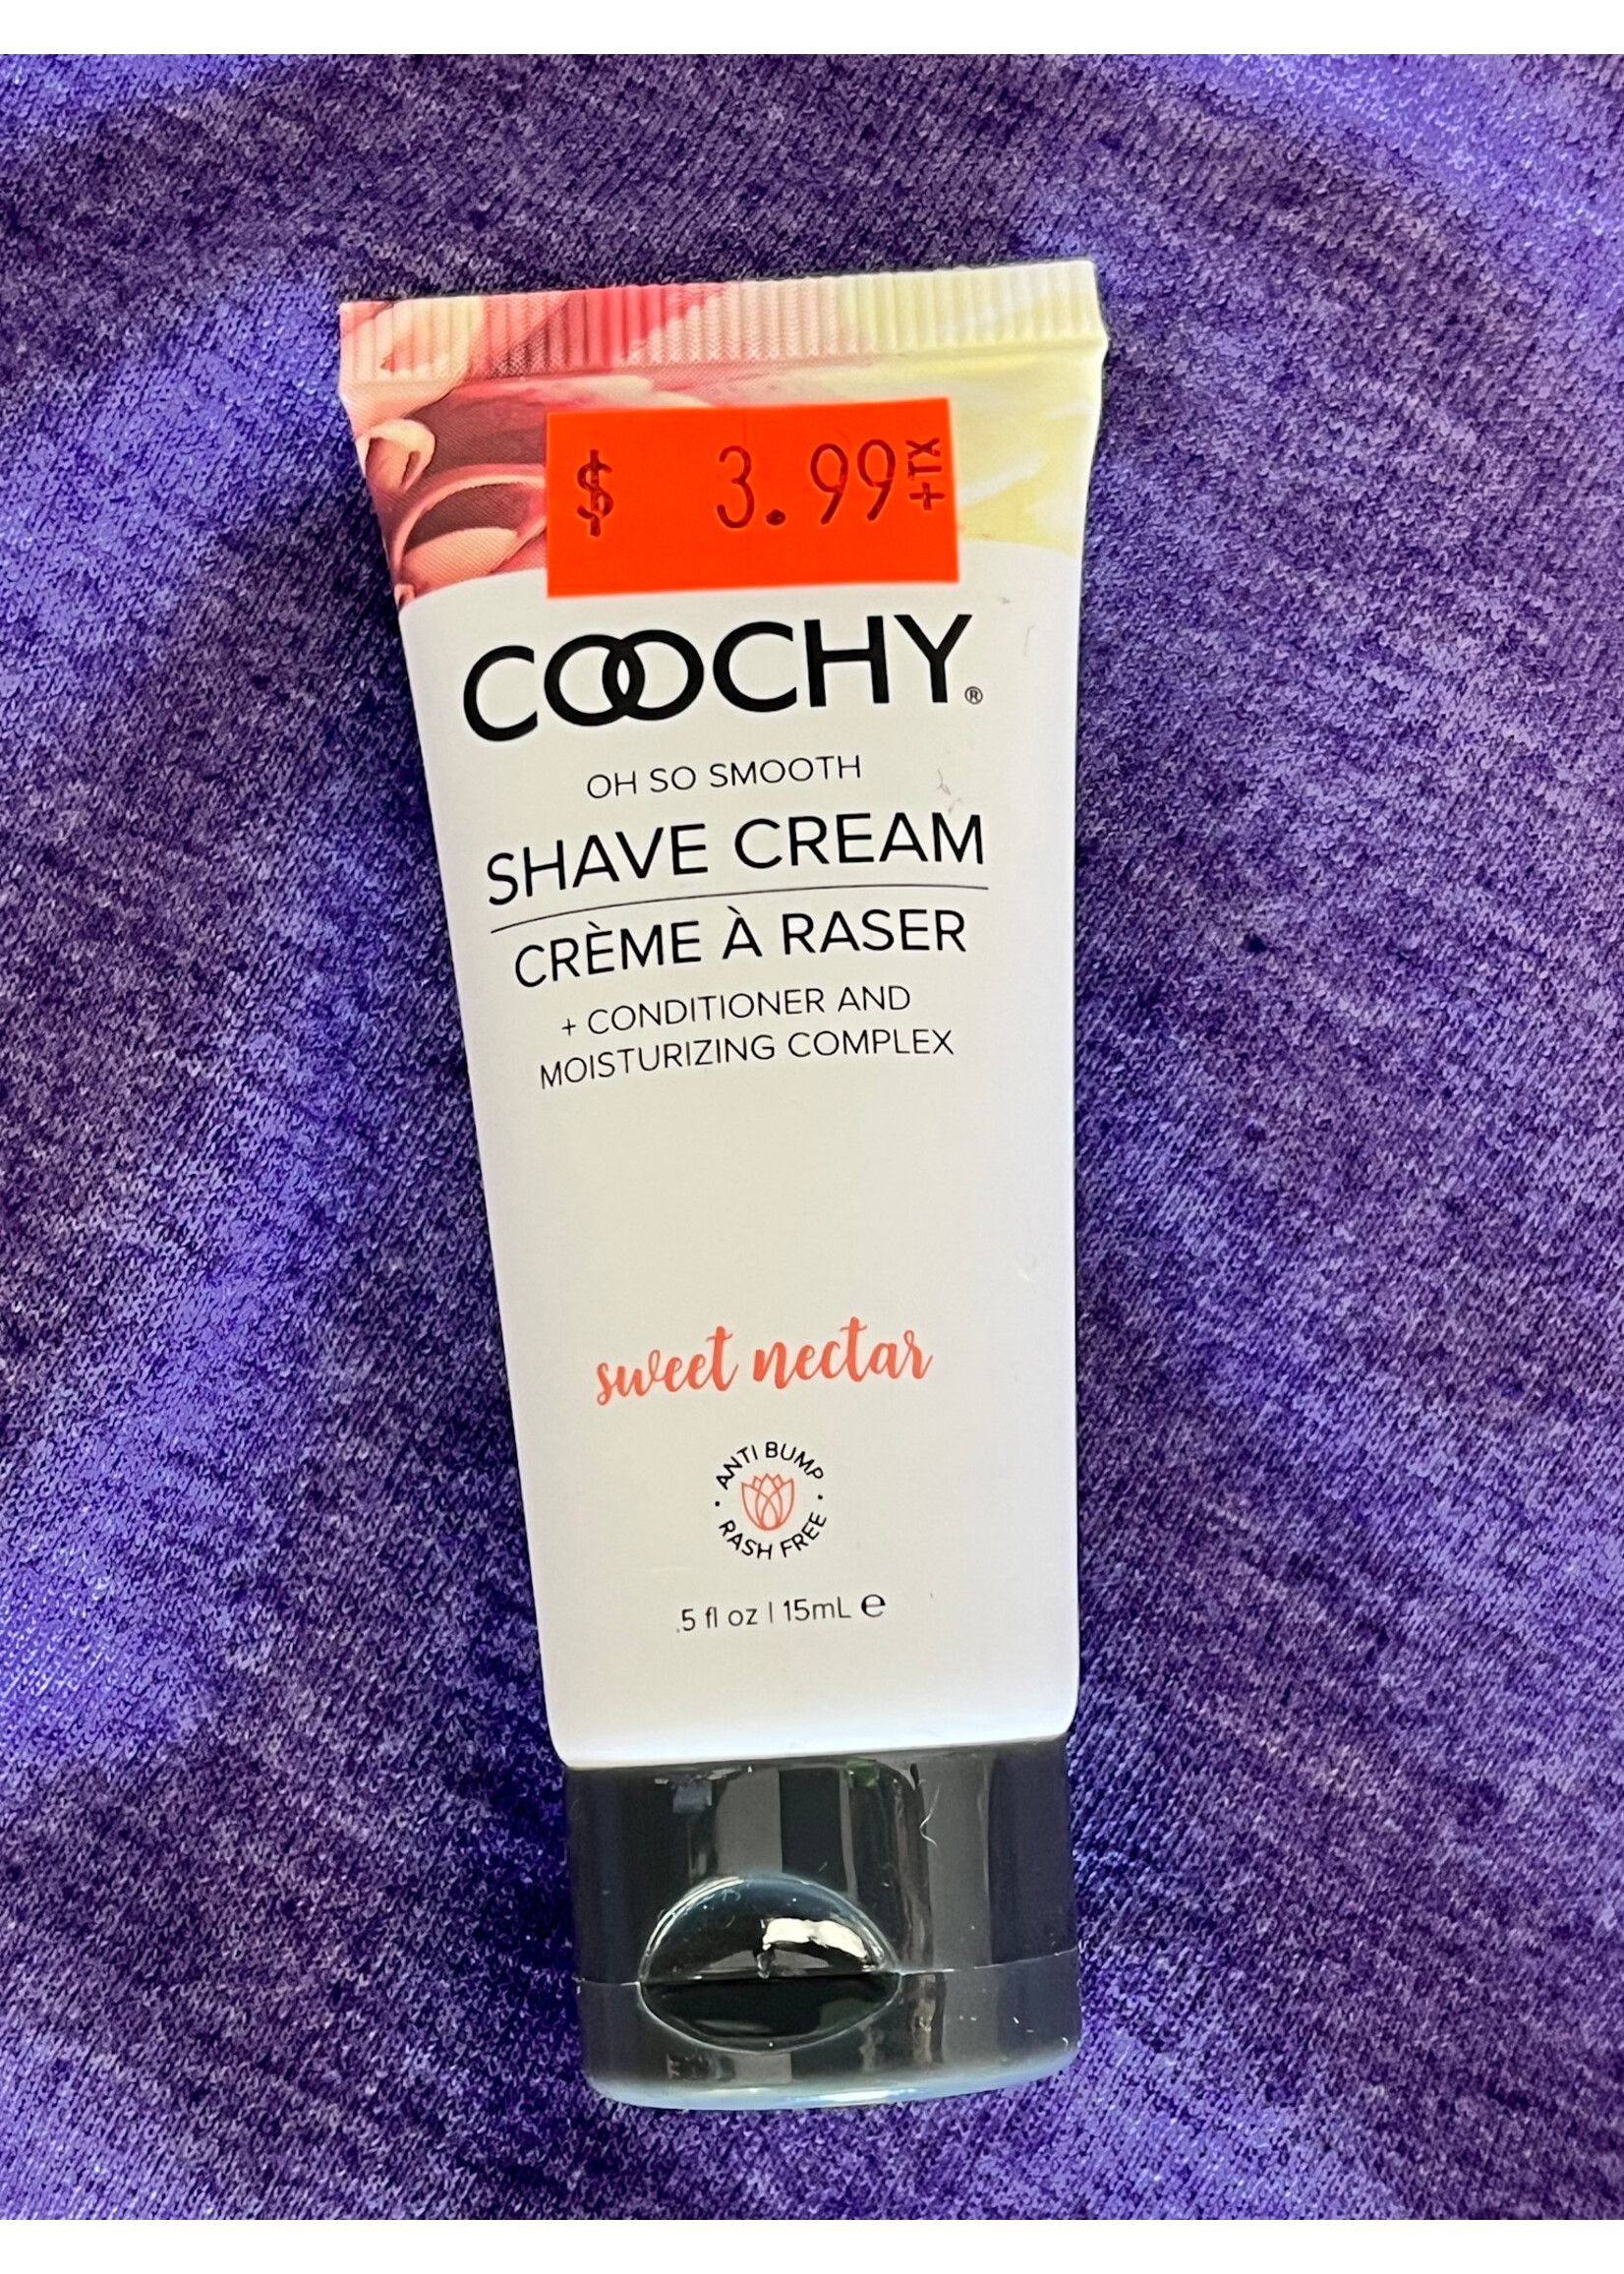 $ 3.99 +TX
COOCHY®
OH SO SMOOTH
SHAVE CREAM
CRÈME À RASER
+ CONDITIONER AND
MOISTURIZING COMPLEX
sweet nectar
· ANTI BUMP ·
RASH FREE
.5 fl oz | 15mL ℮